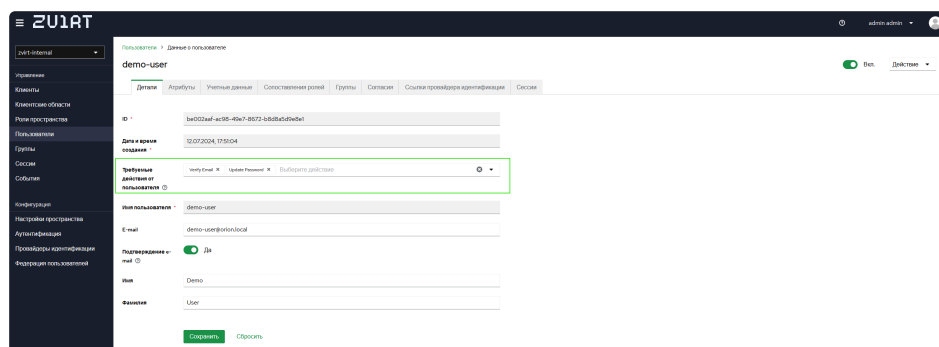 ZVIRT
admin admin
zvirt-internal
Пользователи > Данные о пользователе
demo-user
Вкл.
Действие
Управление
Клиенты
Клиентские области
Роли пространства
Пользователи
Группы
Сессии
События
Конфигурация
Настройки пространства
Аутентификация
Провайдеры идентификации
Федерация пользователей
Детали Атрибуты Учетные данные Сопоставления ролей Группы Согласия Ссылки провайдера идентификации Сессии
ID * be002aaf-ac98-49e7-8672-b8d8a5d9e8e1
Дата и время создания * 12.07.2024, 17:51:04
Требуемые действия от пользователя Verify Email × Update Password × Выберите действия
Имя пользователя * demo-user
E-mail demo-user@orion.local
Подтверждение e-mail Да
Имя Demo
Фамилия User
Сохранить Сбросить